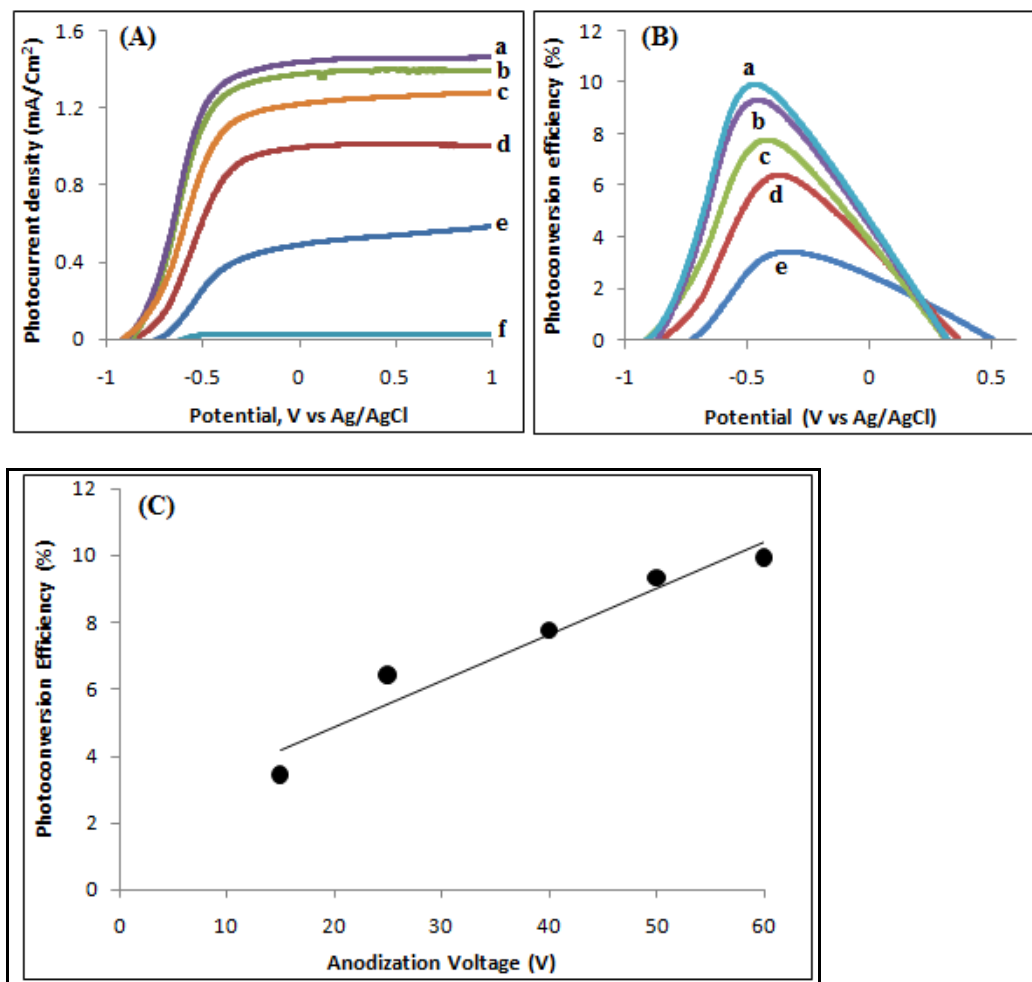 (A)
Photocurrent density (mA/Cm²)
1.6
1.2
0.8
0.4
0
a
b
c
d
e
f
-1
-0.5
0
0.5
1
Potential, V vs Ag/AgCl
(B)
Photoconversion efficiency (%)
12
10
8
6
4
2
0
a
b
c
d
e
-1
-0.5
0
0.5
Potential (V vs Ag/AgCl)
(C)
Photoconversion Efficiency (%)
12
10
8
6
4
2
0
0
10
20
30
40
50
60
Anodization Voltage (V)